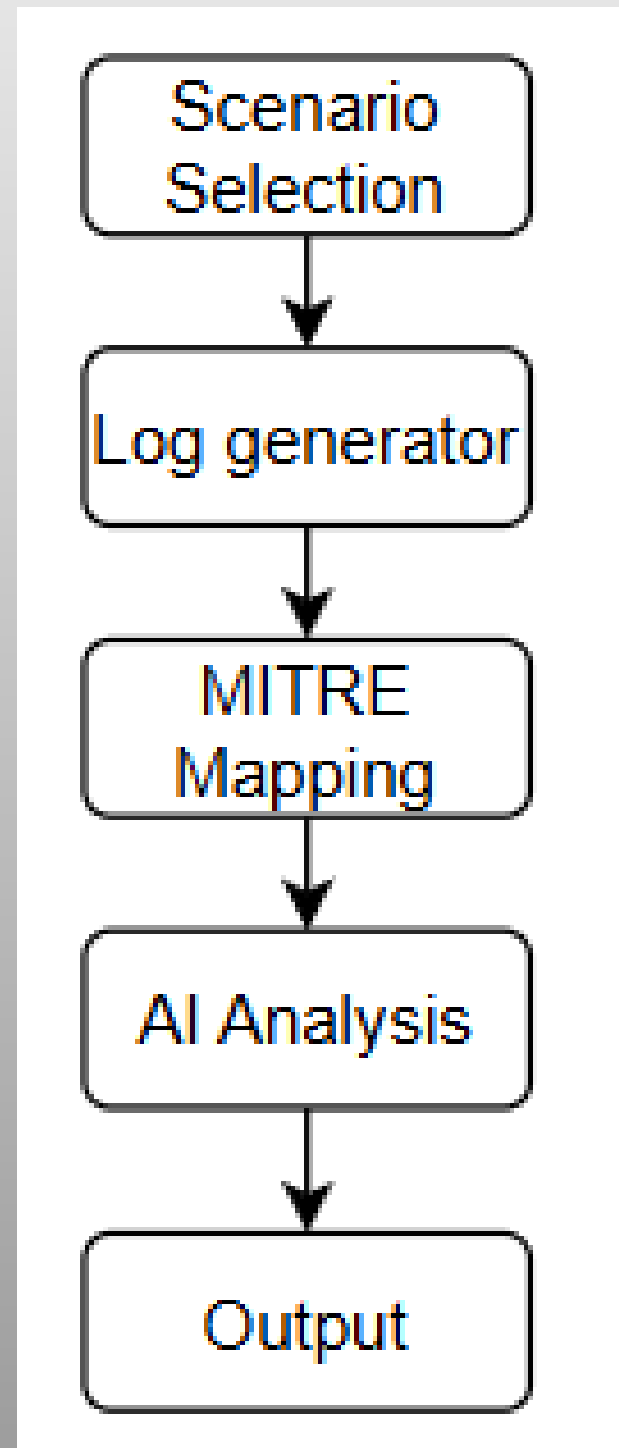 Scenario
Selection
Log generator
MITRE
Mapping
AI Analysis
Output